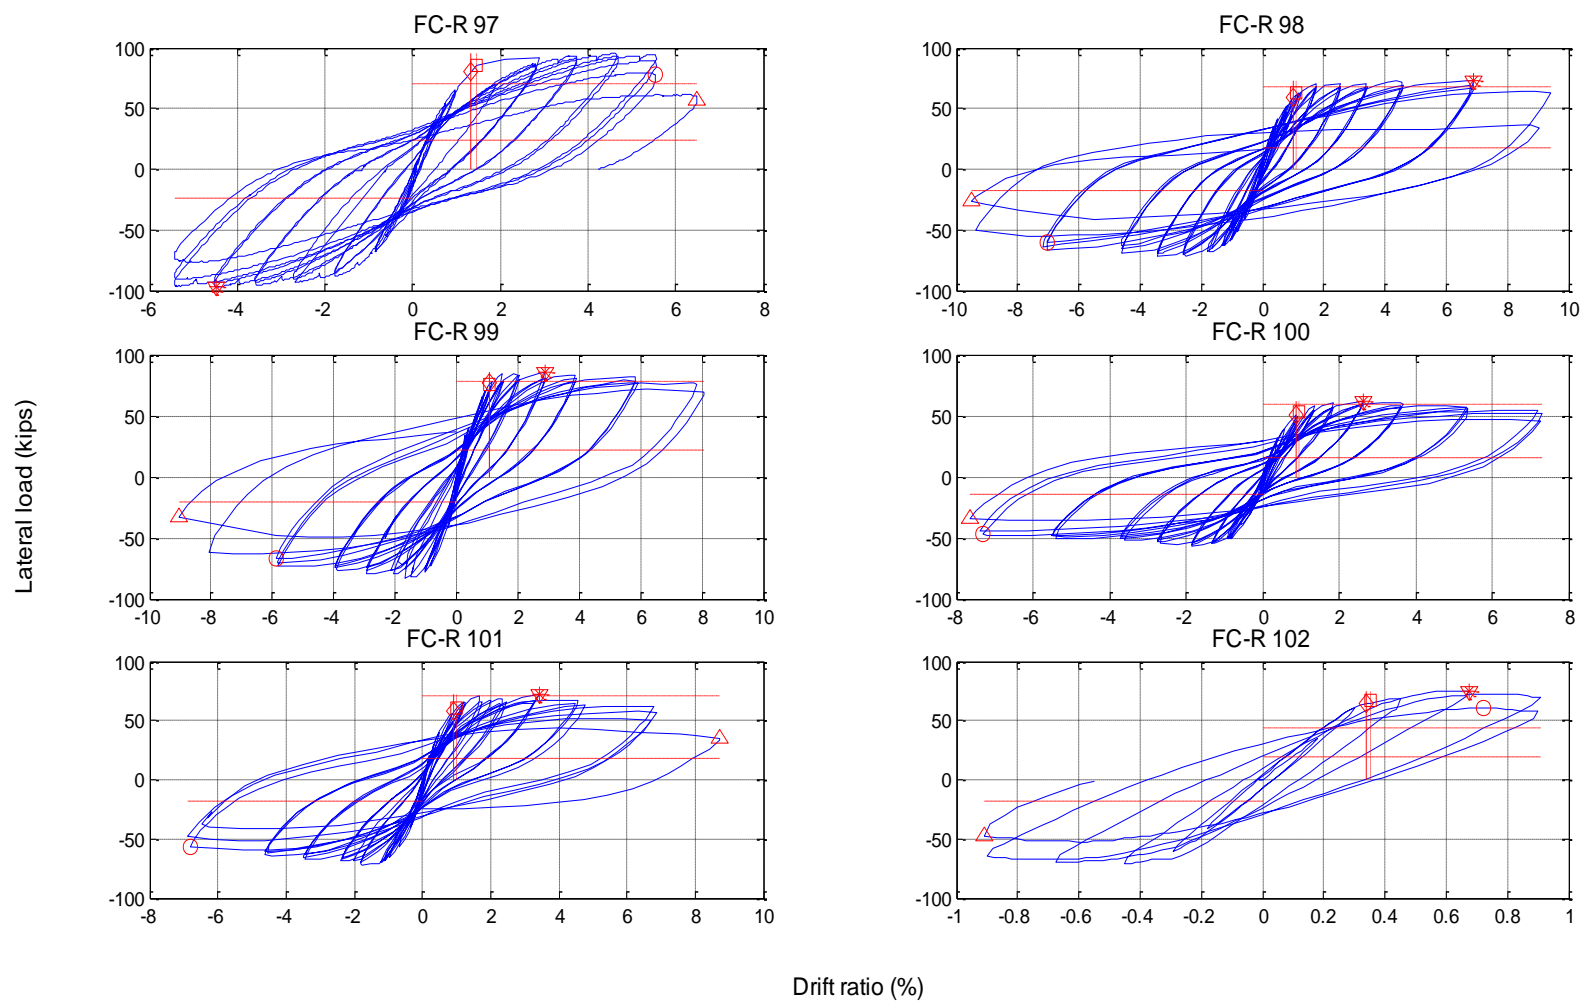 FC-R 97
100
50
0
-50
-100
-6 -4 -2 0 2 4 6 8
FC-R 98
100
50
0
-50
-100
-10 -8 -6 -4 -2 0 2 4 6 8 10
FC-R 99
100
50
0
-50
-100
-10 -8 -6 -4 -2 0 2 4 6 8 10
FC-R 100
100
50
0
-50
-100
-8 -6 -4 -2 0 2 4 6 8
FC-R 101
100
50
0
-50
-100
-8 -6 -4 -2 0 2 4 6 8 10
FC-R 102
100
50
0
-50
-100
-1 -0.8 -0.6 -0.4 -0.2 0 0.2 0.4 0.6 0.8 1
Lateral load (kips)
Drift ratio (%)